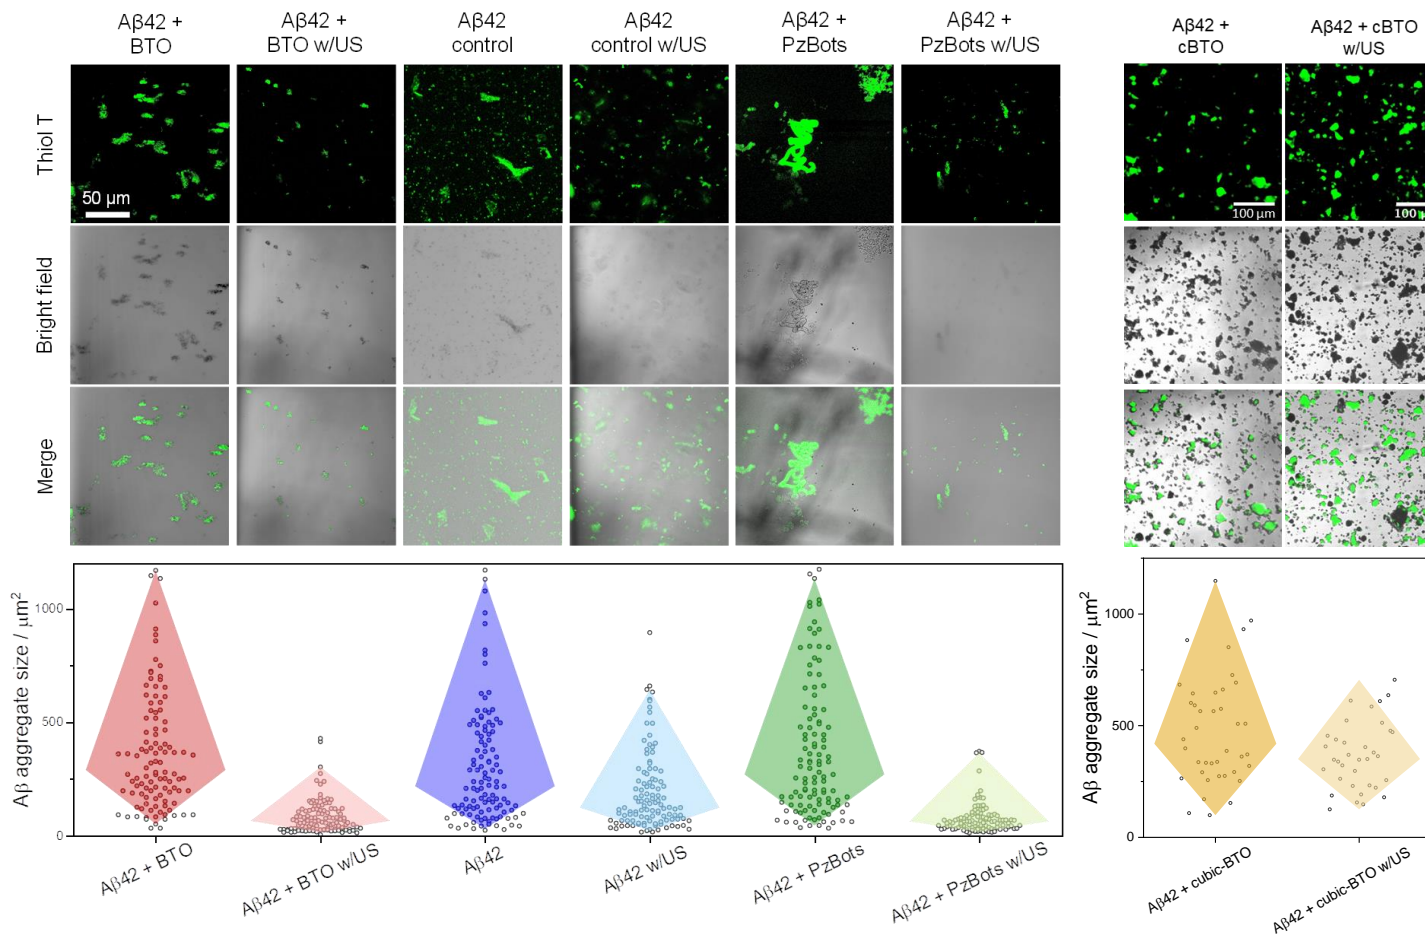 Aβ42 +
BTO
Aβ42 +
BTO w/US
Aβ42
control
Aβ42
control w/US
Aβ42 +
PzBots
Aβ42 +
PzBots w/US
Aβ42 +
cBTO
Aβ42 + cBTO
w/US
Thiol T
50 µm
100 µm
100 µ
Bright field
Merge
Aβ aggregate size / µm²
1000
500
0
Aβ42 + BTO
Aβ42 + BTO w/US
Aβ42
Aβ42 w/US
Aβ42 + PzBots
Aβ42 + PzBots w/US
Aβ aggregate size / µm²
1000
500
0
Aβ42 + cubic-BTO
Aβ42 + cubic-BTO w/US